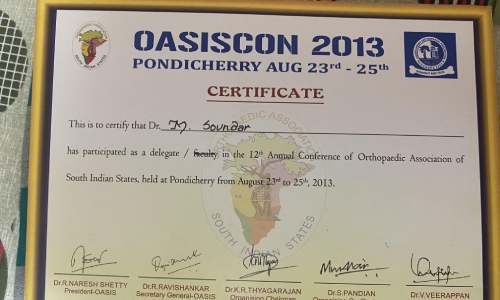 OASISCON 2013
PONDICHERRY AUG 23rd - 25th
CERTIFICATE
This is to certify that Dr. M. Soundar
has participated as a delegate / faculty in the 12th Annual Conference of Orthopaedic Association of
South Indian States, held at Pondicherry from August 23rd to 25th, 2013.
SOUTH INDIAN STATES
Dr.R.NARESH SHETTY
President-OASIS
Dr.R.RAVISHANKAR
Secretary General-OASIS
Dr.K.R.THYAGARAJAN
Organising Chairman
Dr.S.PANDIAN
Dr.V.VEERAPPAN